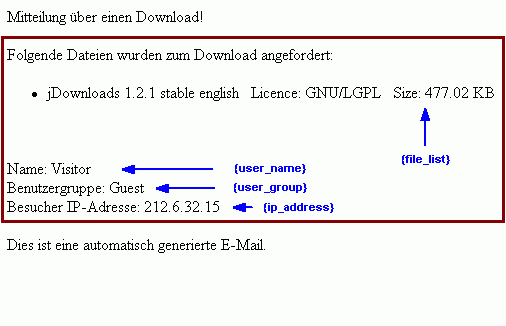 Mitteilung über einen Download!
Folgende Dateien wurden zum Download angefordert:
• jDownloads 1.2.1 stable english Licence: GNU/LGPL Size: 477.02 KB
{file_list}
Name: Visitor {user_name}
Benutzergruppe: Guest {user_group}
Besucher IP-Adresse: 212.6.32.15 {ip_address}
Dies ist eine automatisch generierte E-Mail.